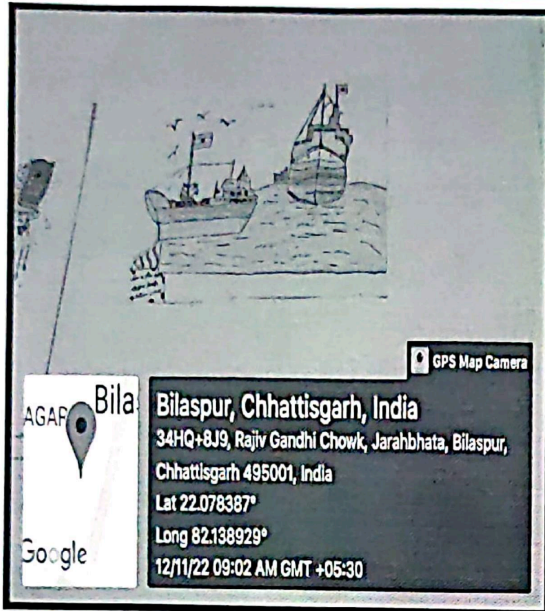 GPS Map Camera
AGAR
Bila
Google
Bilaspur, Chhattisgarh, India
34HQ+8J9, Rajiv Gandhi Chowk, Jarahbhata, Bilaspur,
Chhattisgarh 495001, India
Lat 22.078387°
Long 82.138929°
12/11/22 09:02 AM GMT +05:30